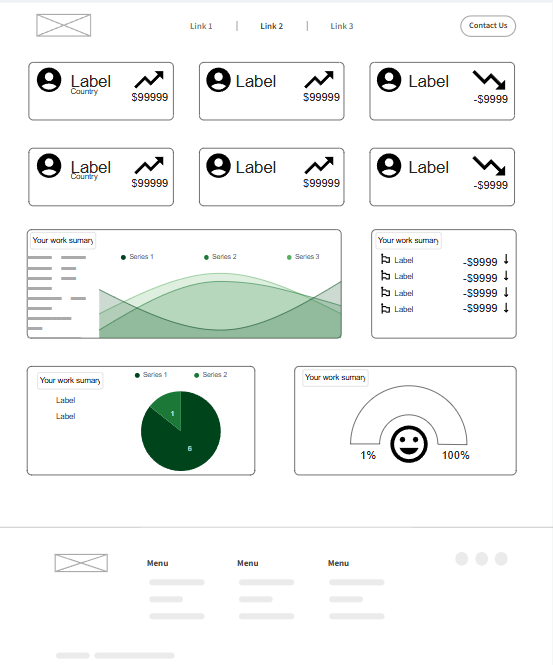 Link 1 | Link 2 | Link 3
Contact Us
Label
Country
$99999
Label
$99999
Label
-$9999
Label
Country
$99999
Label
$99999
Label
-$9999
Your work sumary
Series 1 Series 2 Series 3
Your work sumary
Label -$9999
Label -$9999
Label -$9999
Label -$9999
Your work sumary
Series 1 Series 2
Label
Label
1
6
Your work sumary
1% 100%
Menu Menu Menu